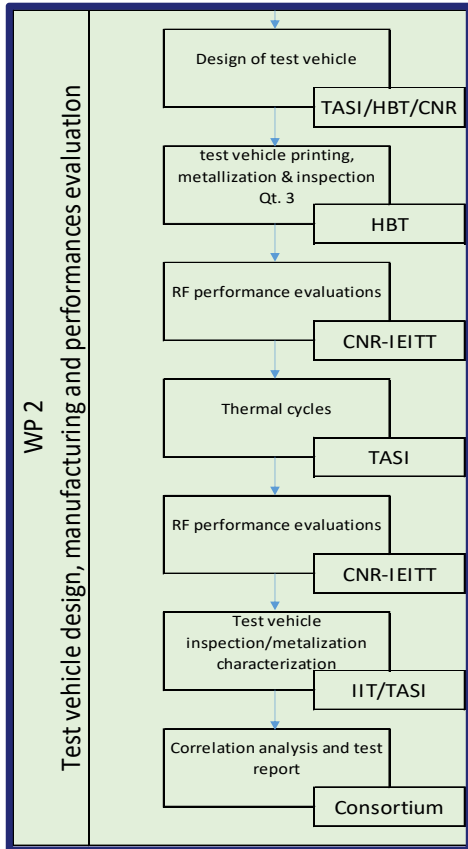 WP 2
Test vehicle design, manufacturing and performances evaluation
Design of test vehicle
TASI/HBT/CNR
test vehicle printing,
metallization & inspection
Qt. 3
HBT
RF performance evaluations
CNR-IEITT
Thermal cycles
TASI
RF performance evaluations
CNR-IEITT
Test vehicle
inspection/metalization
characterization
IIT/TASI
Correlation analysis and test
report
Consortium